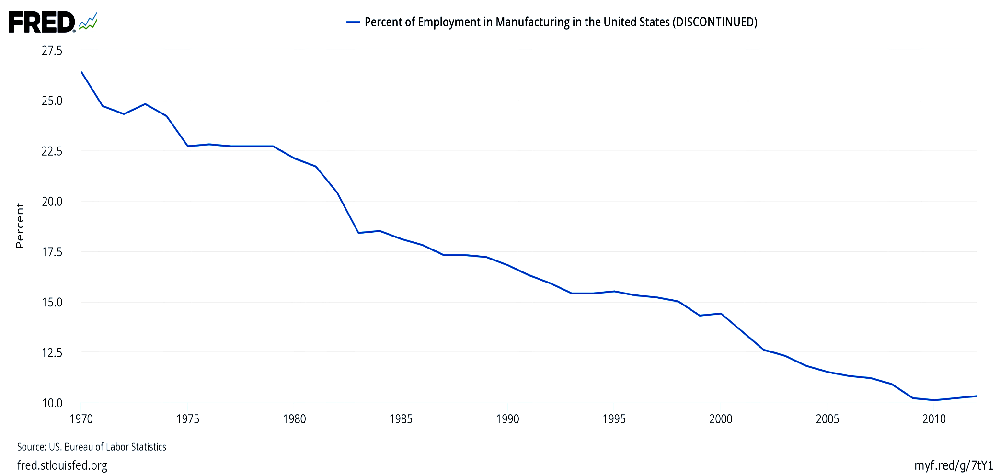 FRED®
Percent of Employment in Manufacturing in the United States (DISCONTINUED)
27.5
25.0
22.5
20.0
17.5
15.0
12.5
10.0
Percent
1970 1975 1980 1985 1990 1995 2000 2005 2010
Source: US. Bureau of Labor Statistics
fred.stlouisfed.org
myf.red/g/7tY1